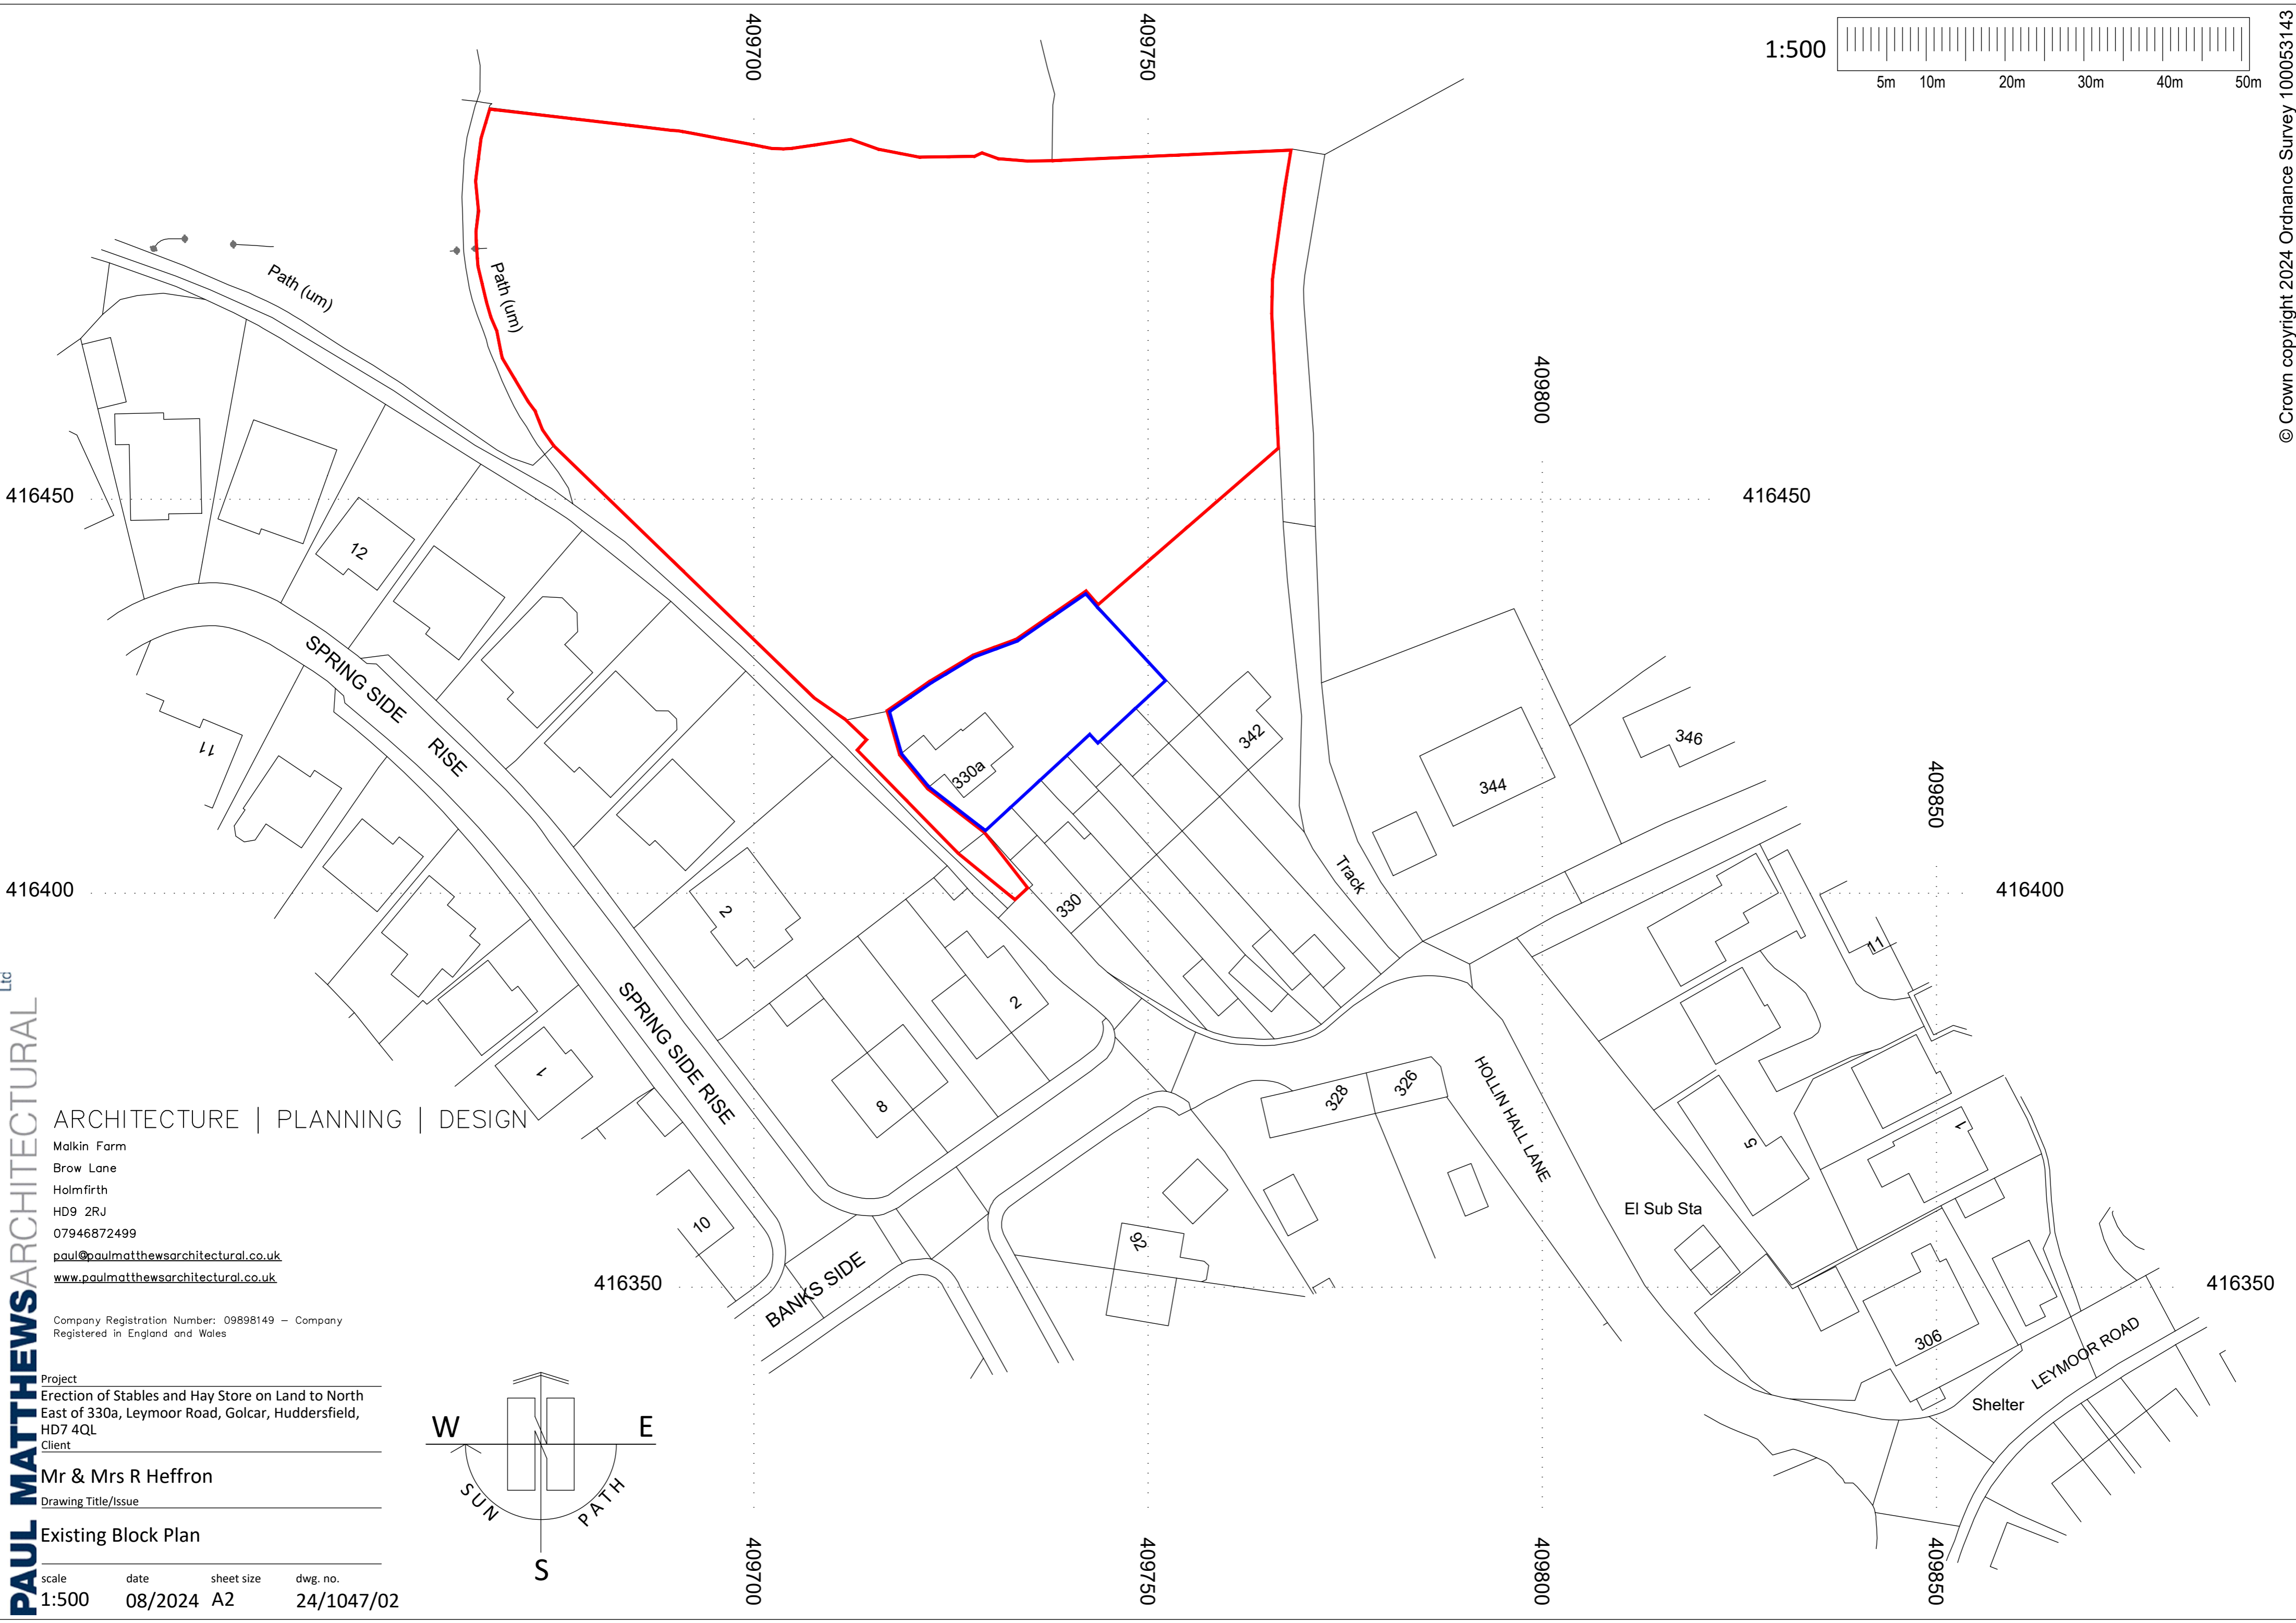 409700
409750
1:500
5m 10m 20m 30m 40m 50m
© Crown copyright 2024 Ordnance Survey 100053143
Path (um)
Path (um)
409800
416450
416450
12
SPRING SIDE
RISE
11
330a
342
344
346
409850
416400
416400
2
330
Track
11
2
SPRING SIDE RISE
8
1
328
326
HOLLIN HALL LANE
5
1
10
92
El Sub Sta
BANKS SIDE
416350
416350
306
LEYMOOR ROAD
Shelter
409700
409750
409800
409850
PAUL MATTHEWSARCHITECTURAL Ltd
ARCHITECTURE | PLANNING | DESIGN
Malkin Farm
Brow Lane
Holmfirth
HD9 2RJ
07946872499
paul@paulmatthewsarchitectural.co.uk
www.paulmatthewsarchitectural.co.uk
Company Registration Number: 09898149 – Company
Registered in England and Wales
Project
Erection of Stables and Hay Store on Land to North
East of 330a, Leymoor Road, Golcar, Huddersfield,
HD7 4QL
Client
Mr & Mrs R Heffron
Drawing Title/Issue
Existing Block Plan
scale date sheet size dwg. no.
1:500 08/2024 A2 24/1047/02
N
W E
SUN PATH
S